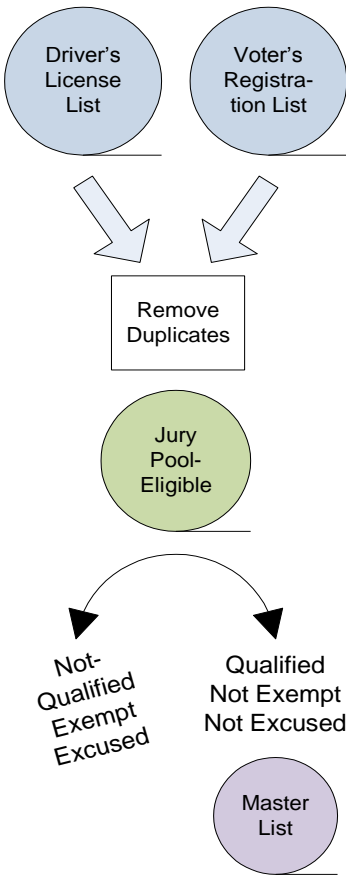 Driver's
License
List
Voter's
Registra-
tion List
Remove
Duplicates
Jury
Pool-
Eligible
Not-
Qualified
Exempt
Excused
Qualified
Not Exempt
Not Excused
Master
List